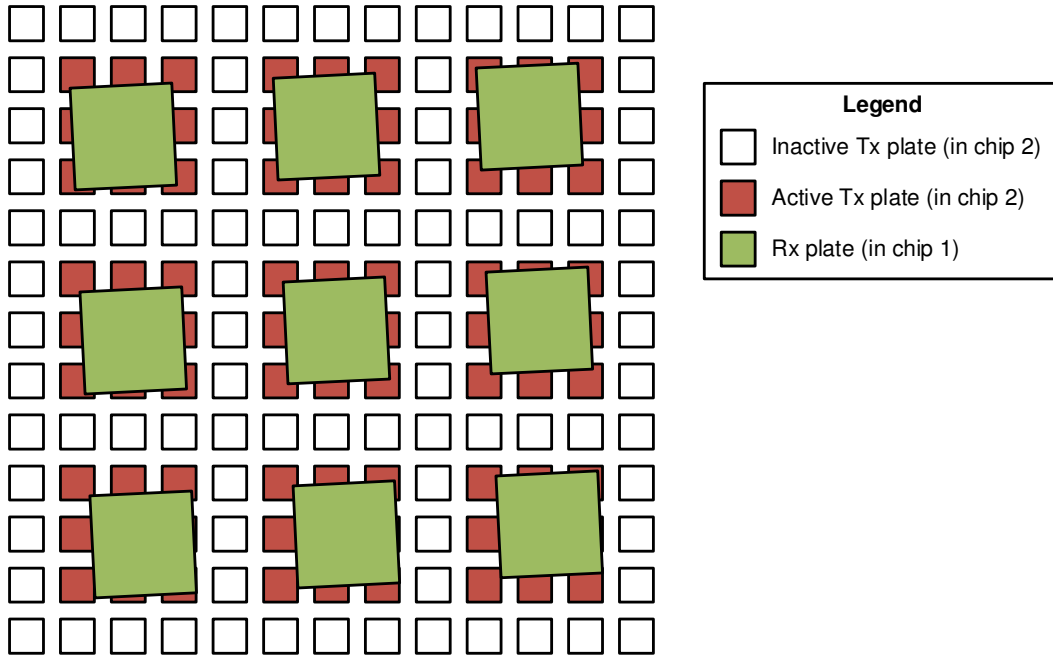 Legend
Inactive Tx plate (in chip 2)
Active Tx plate (in chip 2)
Rx plate (in chip 1)